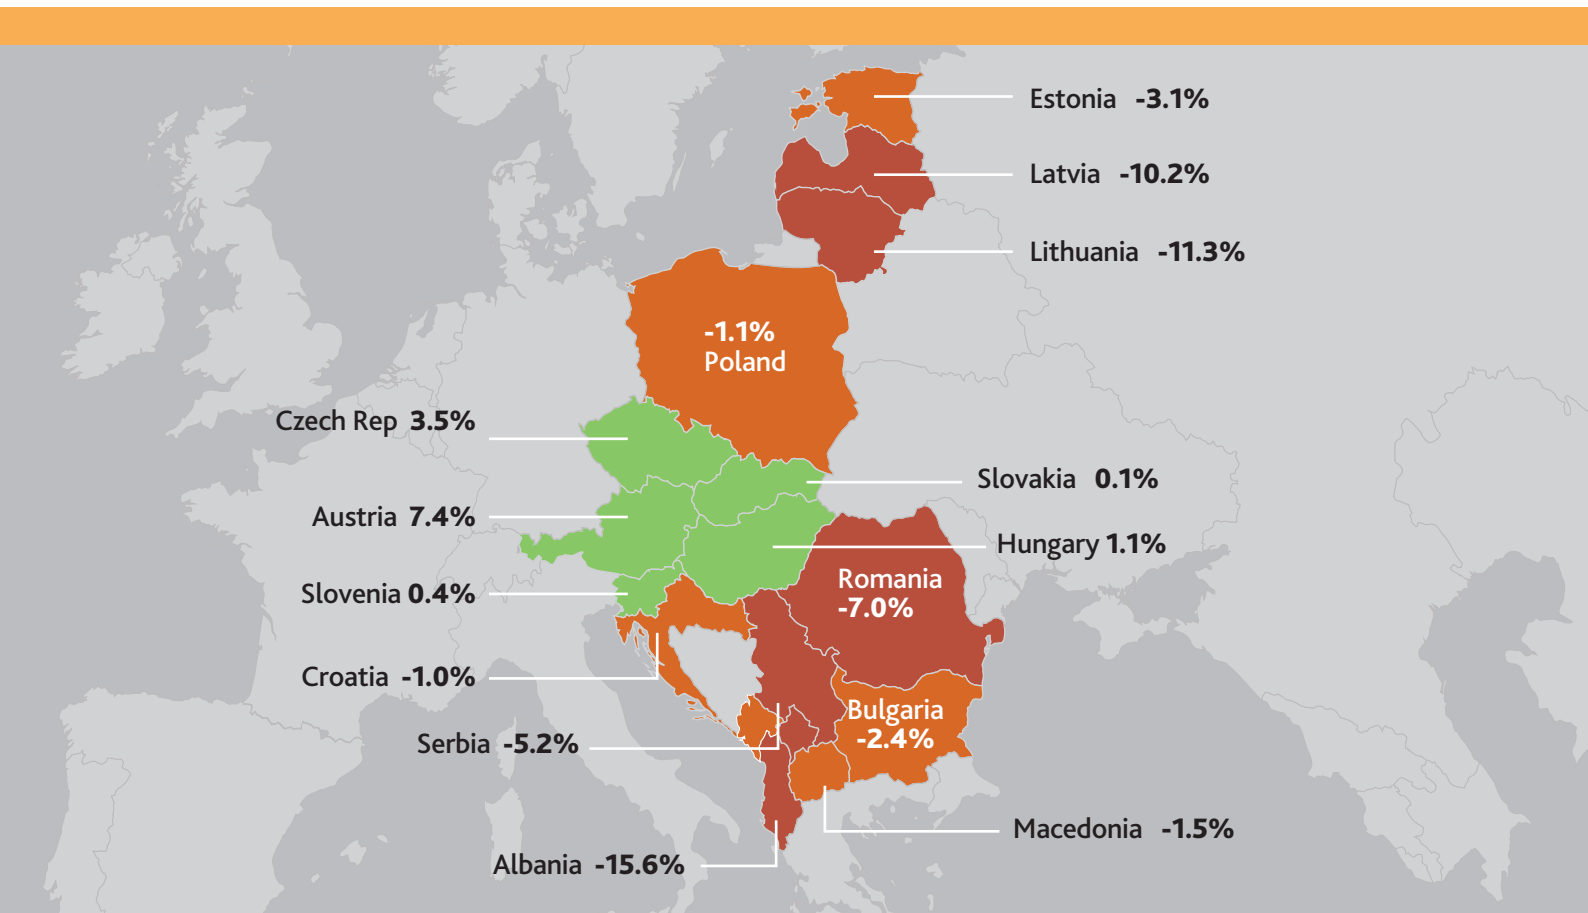 Estonia -3.1%
Latvia -10.2%
Lithuania -11.3%
-1.1%
Poland
Czech Rep 3.5%
Slovakia 0.1%
Austria 7.4%
Hungary 1.1%
Romania
-7.0%
Slovenia 0.4%
Croatia -1.0%
Bulgaria
-2.4%
Serbia -5.2%
Macedonia -1.5%
Albania -15.6%